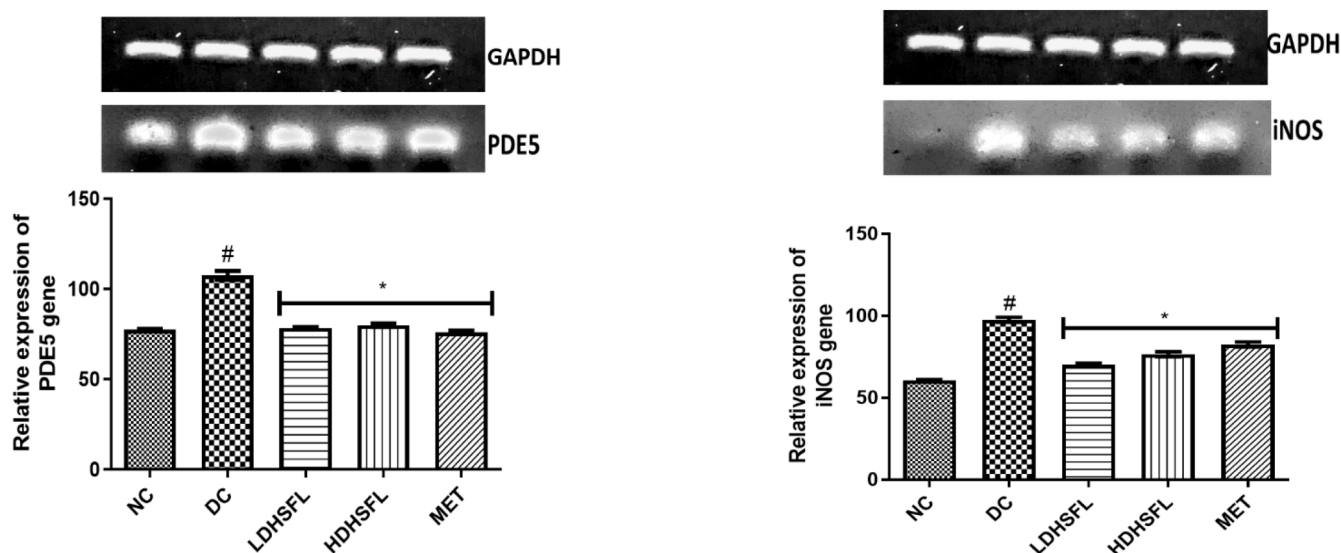 GAPDH
PDE5
Relative expression of
PDE5 gene
150
100
50
0
#
*
NC
DC
LDHSFL
HDHSFL
MET
GAPDH
iNOS
Relative expression of
iNOS gene
150
100
50
0
#
*
NC
DC
LDHSFL
HDHSFL
MET